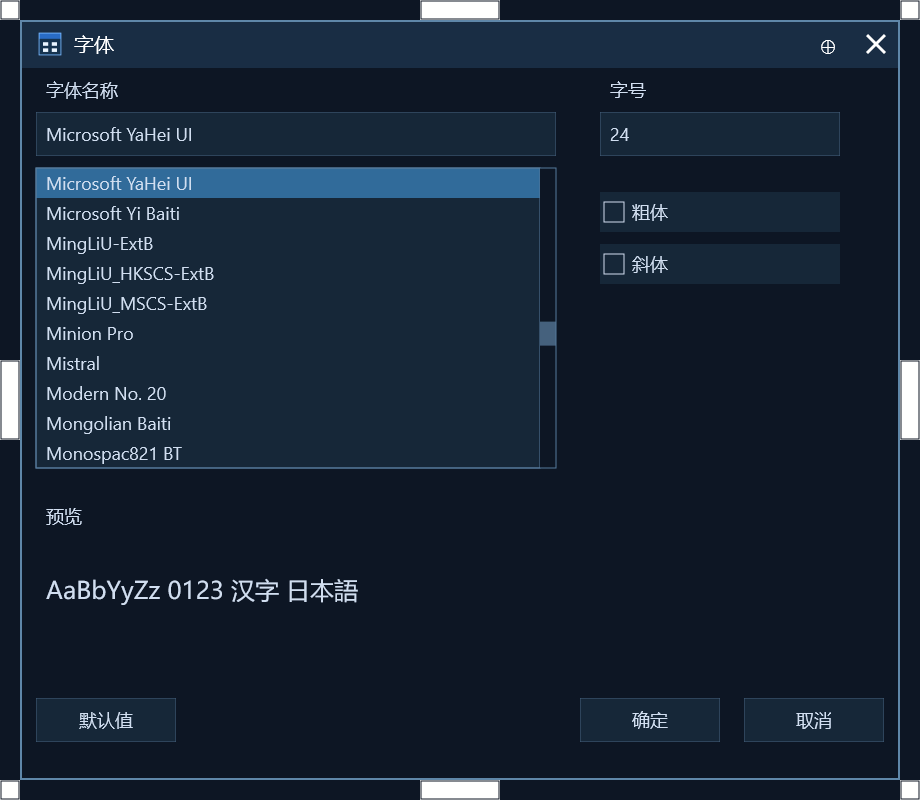 字体
字体名称
字号
Microsoft YaHei UI
24
Microsoft YaHei UI
Microsoft Yi Baiti
MingLiU-ExtB
MingLiU_HKSCS-ExtB
MingLiU_MSCS-ExtB
Minion Pro
Mistral
Modern No. 20
Mongolian Baiti
Monospac821 BT
粗体
斜体
预览
AaBbYyZz 0123 汉字 日本語
默认值
确定
取消